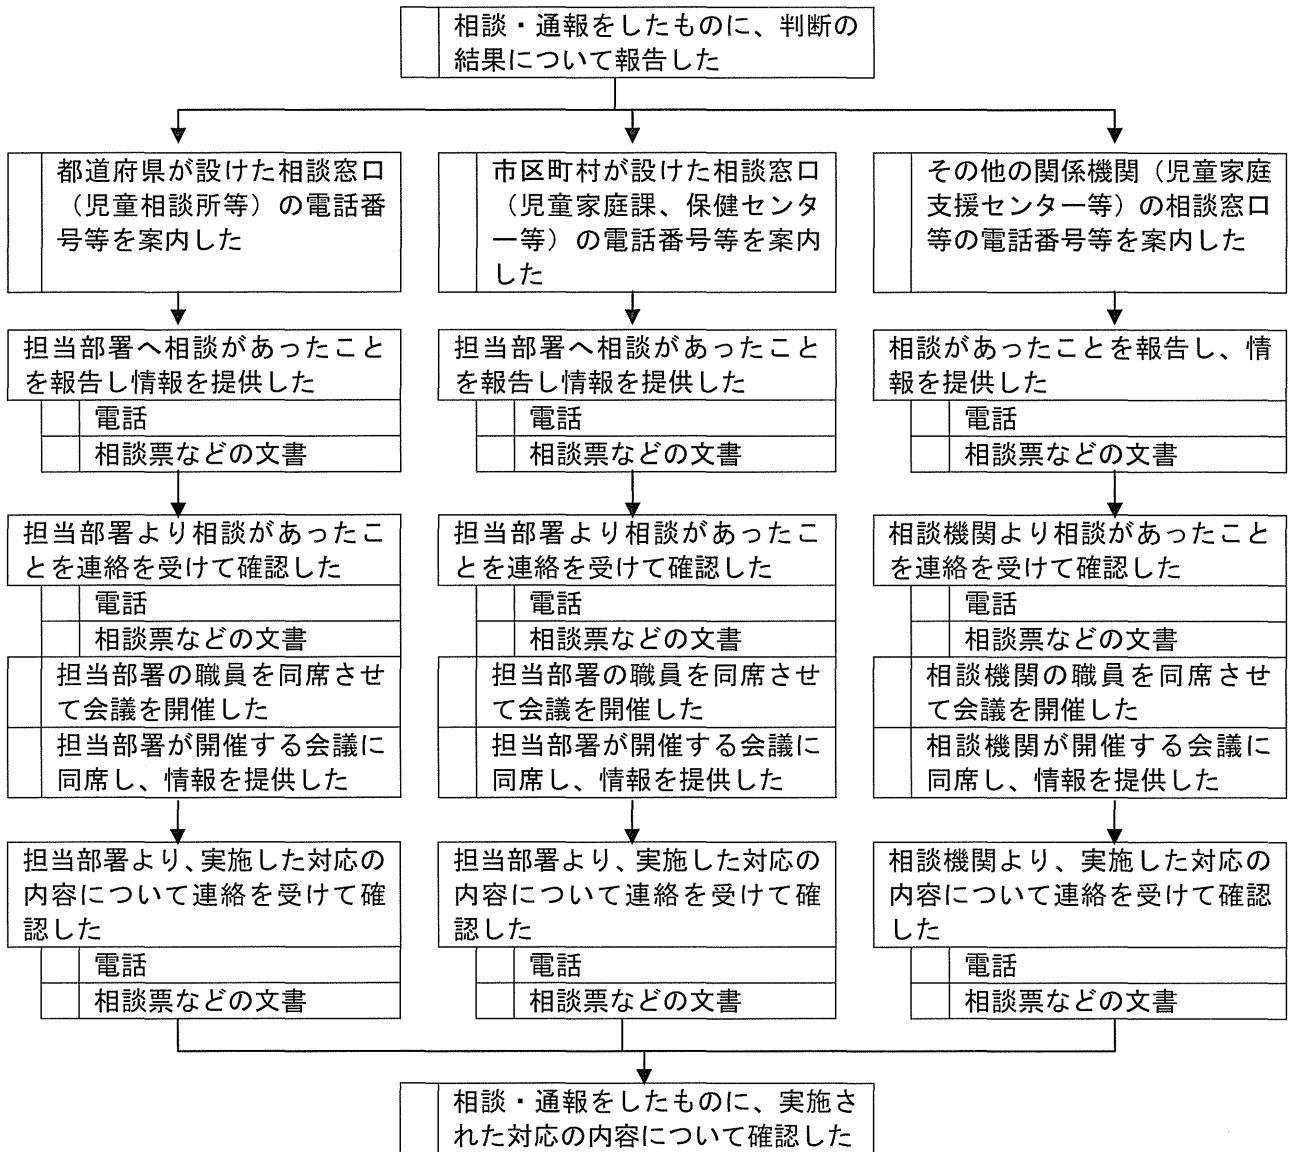 相談・通報をしたものに、判断の
結果について報告した
都道府県が設けた相談窓口
（児童相談所等）の電話番
号等を案内した
市区町村が設けた相談窓口
（児童家庭課、保健センタ
ー等）の電話番号等を案内
した
その他の関係機関（児童家庭
支援センター等）の相談窓口
等の電話番号等を案内した
担当部署へ相談があったこと
を報告し情報を提供した
電話
相談票などの文書
担当部署へ相談があったこと
を報告し情報を提供した
電話
相談票などの文書
相談があったことを報告し、情
報を提供した
電話
相談票などの文書
担当部署より相談があったこ
とを連絡を受けて確認した
電話
相談票などの文書
担当部署の職員を同席させ
て会議を開催した
担当部署が開催する会議に
同席し、情報を提供した
担当部署より相談があったこ
とを連絡を受けて確認した
電話
相談票などの文書
担当部署の職員を同席させ
て会議を開催した
担当部署が開催する会議に
同席し、情報を提供した
相談機関より相談があったこと
を連絡を受けて確認した
電話
相談票などの文書
相談機関の職員を同席させ
て会議を開催した
相談機関が開催する会議に
同席し、情報を提供した
担当部署より、実施した対応の
内容について連絡を受けて確
認した
電話
相談票などの文書
担当部署より、実施した対応の
内容について連絡を受けて確
認した
電話
相談票などの文書
相談機関より、実施した対応の
内容について連絡を受けて確認
した
電話
相談票などの文書
相談・通報をしたものに、実施さ
れた対応の内容について確認した